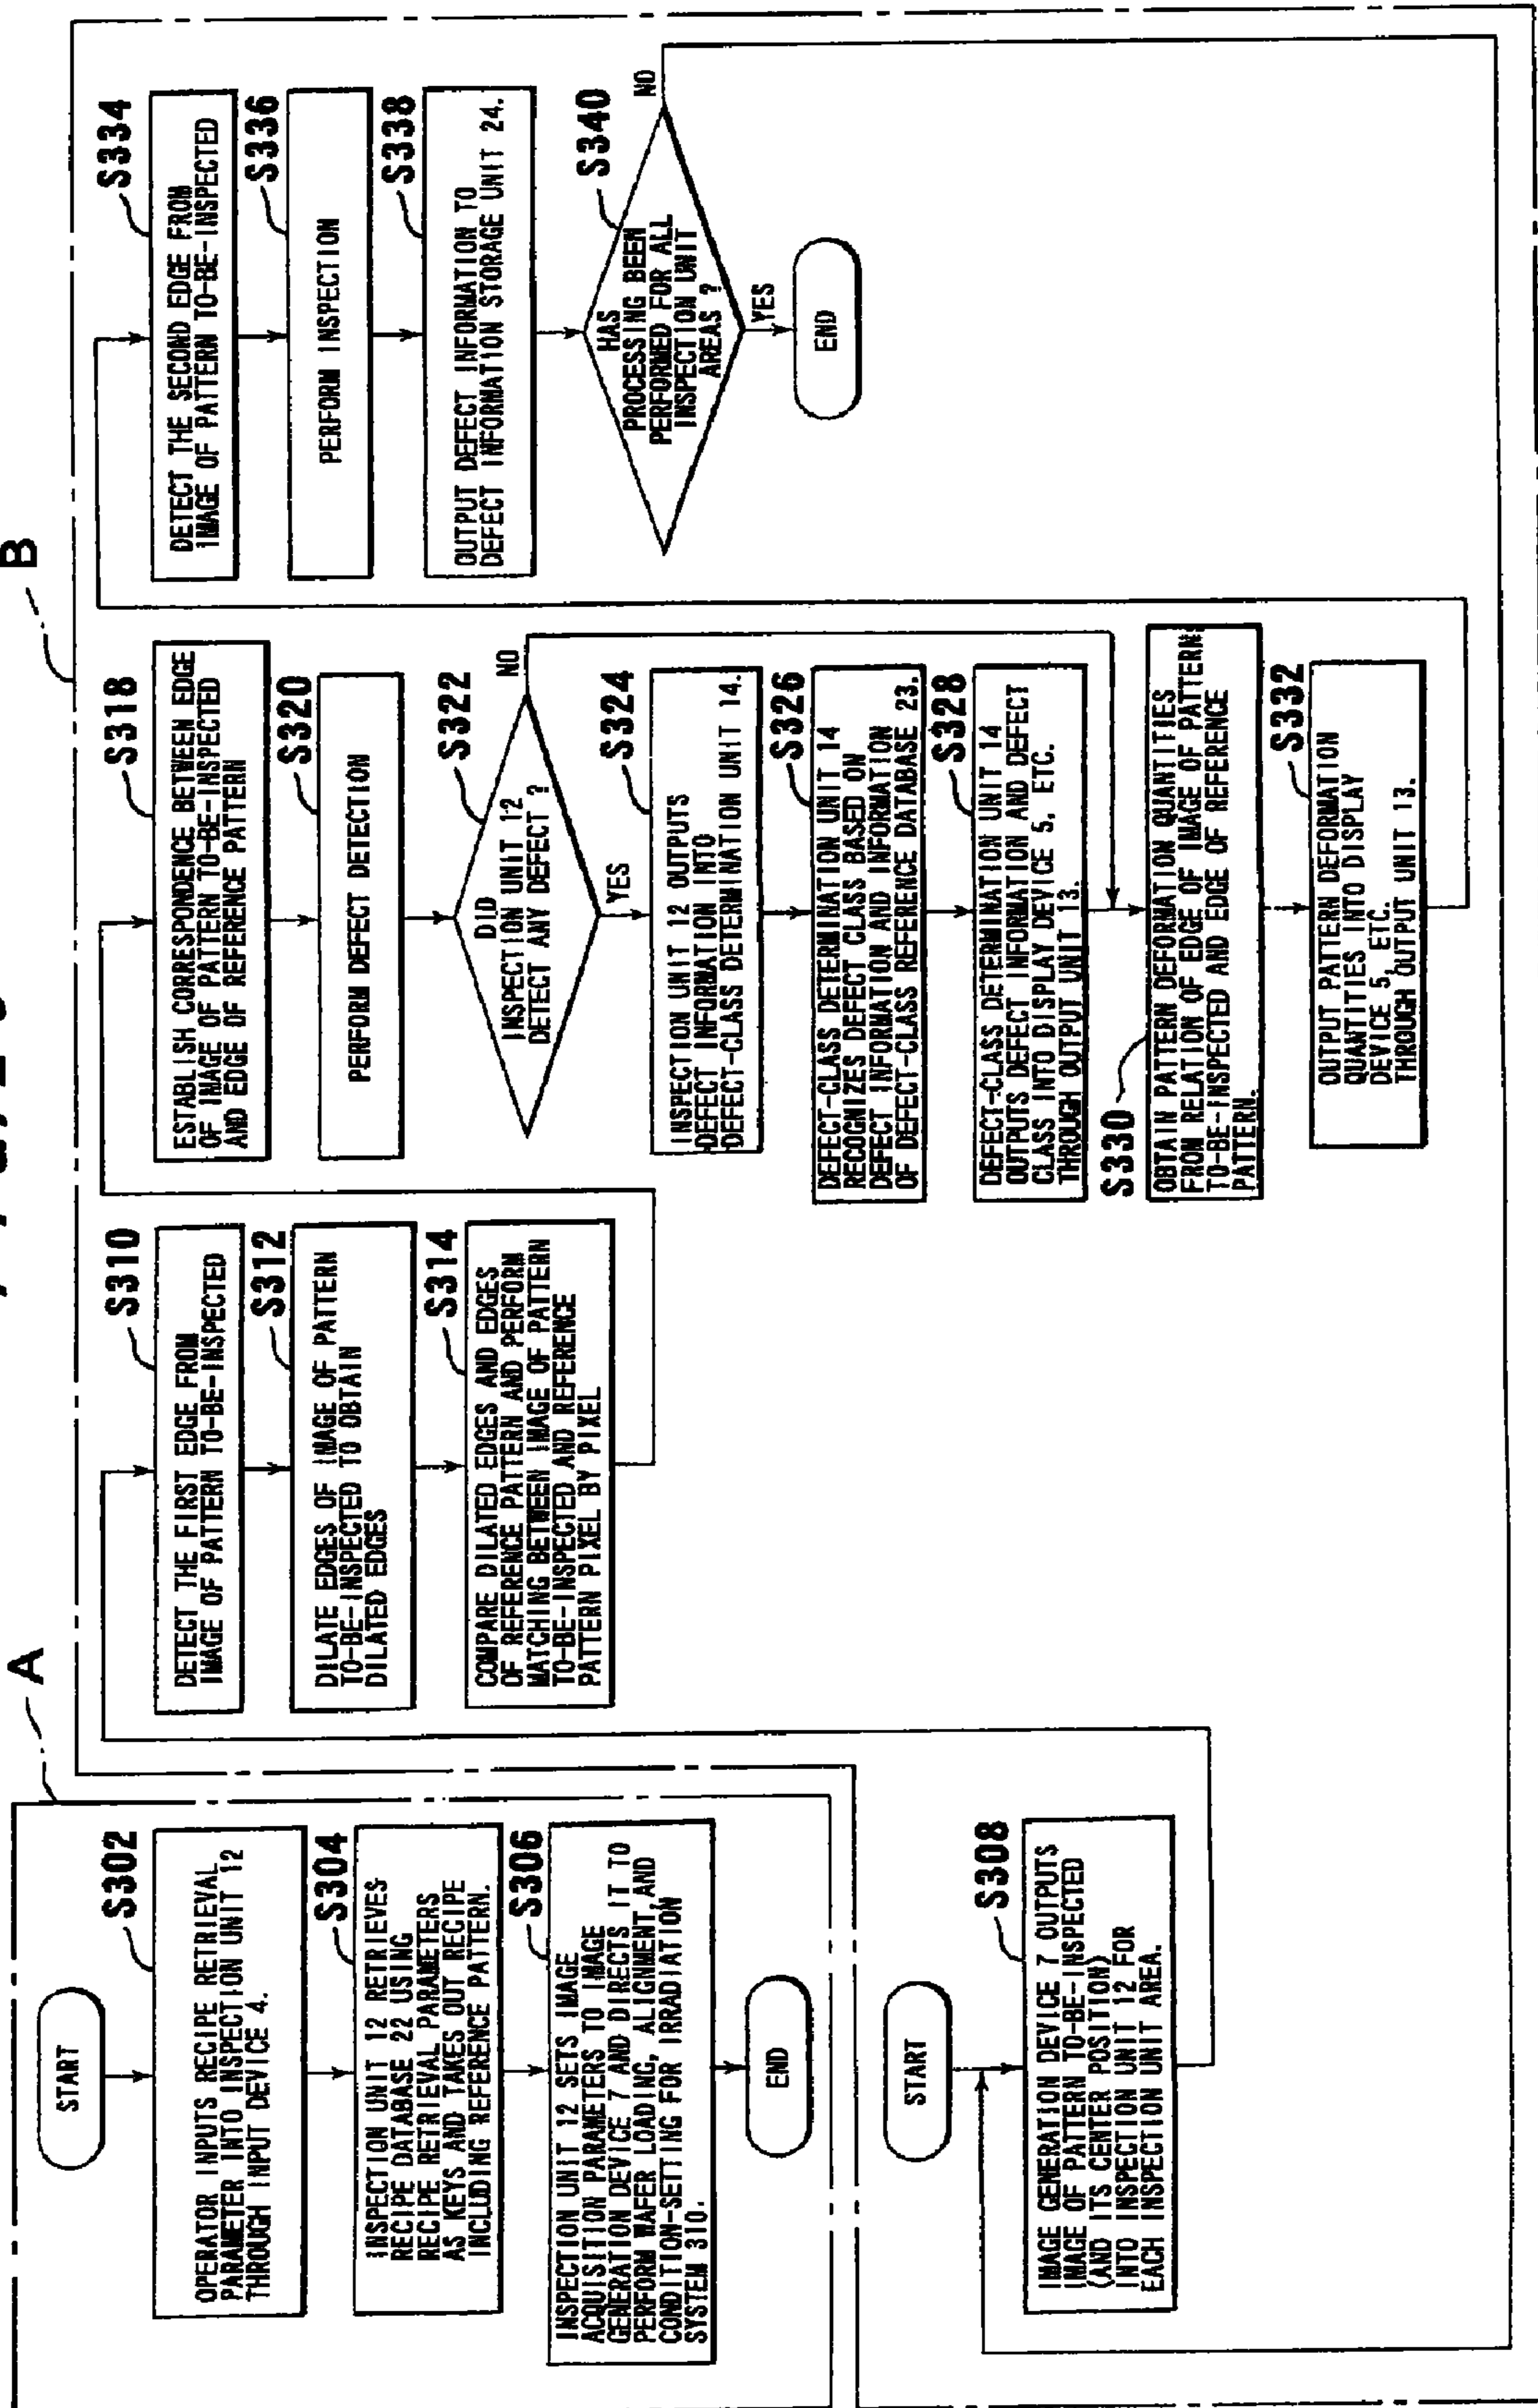 A
START
S302
OPERATOR INPUTS RECIPE RETRIEVAL
PARAMETER INTO INSPECTION UNIT 12
THROUGH INPUT DEVICE 4.
S304
INSPECTION UNIT 12 RETRIEVES
RECIPE DATABASE 22 USING
RECIPE RETRIEVAL PARAMETERS
AS KEYS AND TAKES OUT RECIPE
INCLUDING REFERENCE PATTERN.
S306
INSPECTION UNIT 12 SETS IMAGE
ACQUISITION PARAMETERS TO IMAGE
GENERATION DEVICE 7 AND DIRECTS IT TO
PERFORM WAFER LOADING, ALIGNMENT, AND
CONDITION-SETTING FOR IRRADIATION
SYSTEM 310.
END
B
START
S308
IMAGE GENERATION DEVICE 7 OUTPUTS
IMAGE OF PATTERN TO-BE-INSPECTED
(AND ITS CENTER POSITION)
INTO INSPECTION UNIT 12 FOR
EACH INSPECTION UNIT AREA.
S310
DETECT THE FIRST EDGE FROM
IMAGE OF PATTERN TO-BE-INSPECTED
S312
DILATE EDGES OF IMAGE OF PATTERN
TO-BE-INSPECTED TO OBTAIN
DILATED EDGES
S314
COMPARE DILATED EDGES AND EDGES
OF REFERENCE PATTERN AND PERFORM
MATCHING BETWEEN IMAGE OF PATTERN
TO-BE-INSPECTED AND REFERENCE
PATTERN PIXEL BY PIXEL
S318
ESTABLISH CORRESPONDENCE BETWEEN EDGE
OF IMAGE OF PATTERN TO-BE-INSPECTED
AND EDGE OF REFERENCE PATTERN
S320
PERFORM DEFECT DETECTION
S322
DID
INSPECTION UNIT 12
DETECT ANY DEFECT ?
NO
YES
S324
INSPECTION UNIT 12 OUTPUTS
DEFECT INFORMATION INTO
DEFECT-CLASS DETERMINATION UNIT 14.
S326
DEFECT-CLASS DETERMINATION UNIT 14
RECOGNIZES DEFECT CLASS BASED ON
DEFECT INFORMATION AND INFORMATION
OF DEFECT-CLASS REFERENCE DATABASE 23.
S328
DEFECT-CLASS DETERMINATION UNIT 14
OUTPUTS DEFECT INFORMATION AND DEFECT
CLASS INTO DISPLAY DEVICE 5, ETC.
THROUGH OUTPUT UNIT 13.
S330
OBTAIN PATTERN DEFORMATION QUANTITIES
FROM RELATION OF EDGE OF IMAGE OF PATTERN
TO-BE-INSPECTED AND EDGE OF REFERENCE
PATTERN.
S332
OUTPUT PATTERN DEFORMATION
QUANTITIES INTO DISPLAY
DEVICE 5, ETC.
THROUGH OUTPUT UNIT 13.
S334
DETECT THE SECOND EDGE FROM
IMAGE OF PATTERN TO-BE-INSPECTED
S336
PERFORM INSPECTION
S338
OUTPUT DEFECT INFORMATION TO
DEFECT INFORMATION STORAGE UNIT 24.
S340
HAS
PROCESSING BEEN
PERFORMED FOR ALL
INSPECTION UNIT
AREAS ?
NO
YES
END